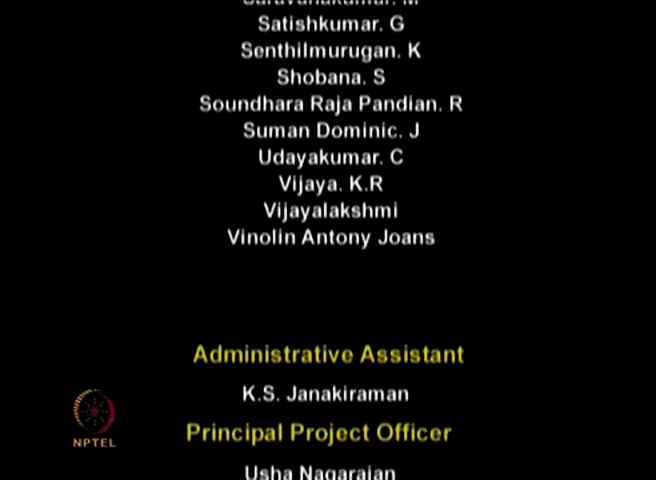 Saravanakumar. M
Satishkumar. G
Senthilmurugan. K
Shobana. S
Soundhara Raja Pandian. R
Suman Dominic. J
Udayakumar. C
Vijaya. K.R
Vijayalakshmi
Vinolin Antony Joans
Administrative Assistant
K.S. Janakiraman
NPTEL
Principal Project Officer
Usha Nagarajan